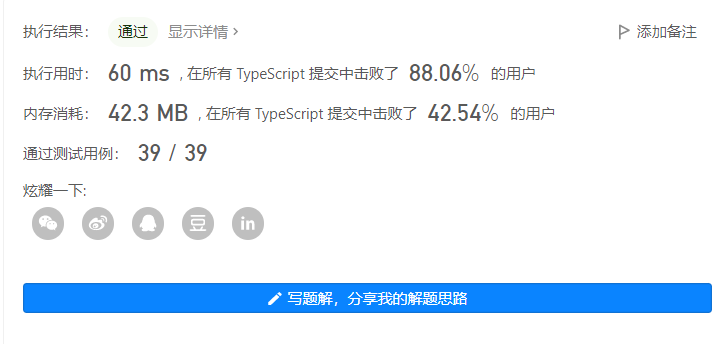 执行结果： 通过 显示详情 › 添加备注
执行用时： 60 ms , 在所有 TypeScript 提交中击败了 88.06% 的用户
内存消耗： 42.3 MB , 在所有 TypeScript 提交中击败了 42.54% 的用户
通过测试用例： 39 / 39
炫耀一下:
豆 in
写题解，分享我的解题思路